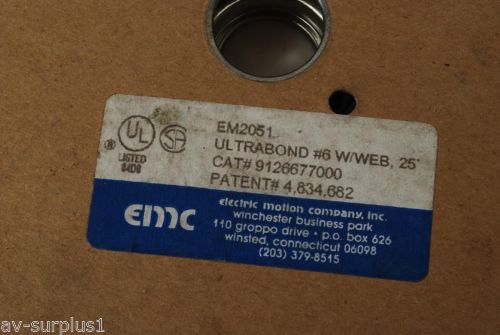 EM2051
ULTRABOND #6 W/WEB, 25'
CAT# 9126677000
PATENT# 4,834,682
UL
®
LISTED
84D8
SA
emc
electric motion company, inc.
winchester business park
110 groppo drive • p.o. box 626
winsted, connecticut 06098
(203) 379-8515
av-surplus1